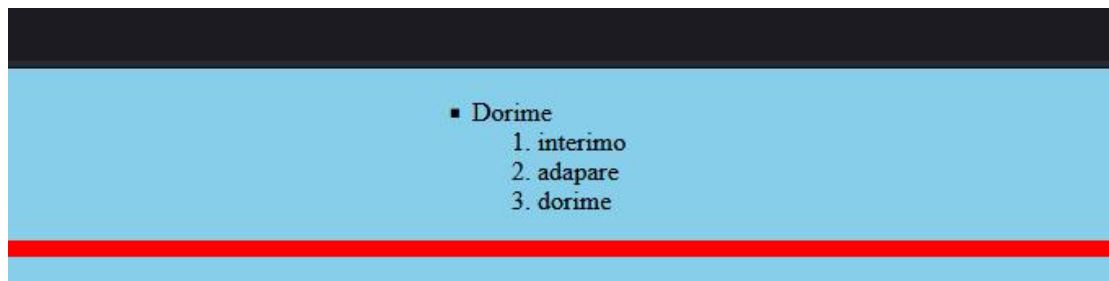 ▪ Dorime
1. interimo
2. adapare
3. dorime